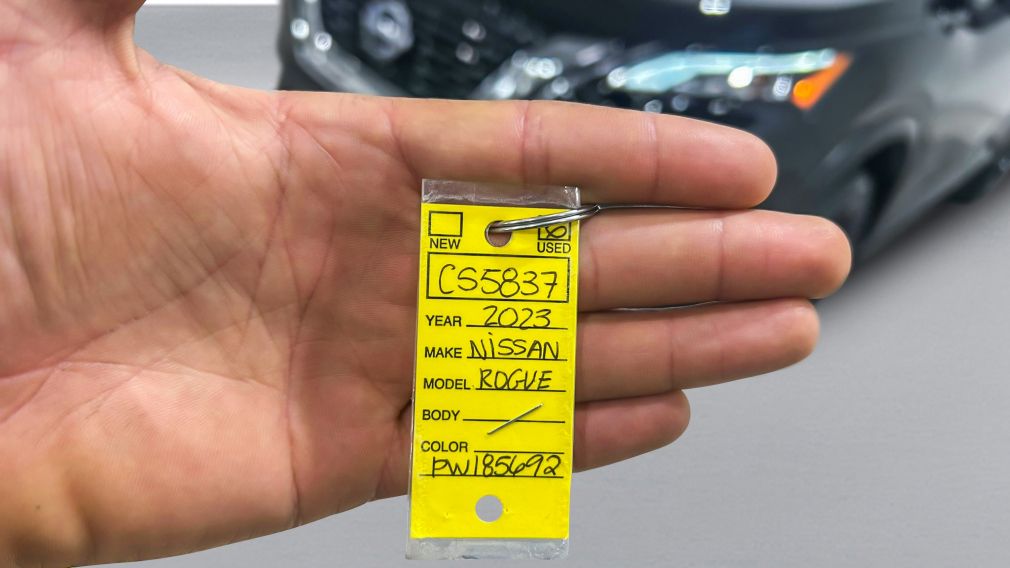 NEW USED
CS5837
YEAR 2023
MAKE NISSAN
MODEL ROGUE
BODY
COLOR
PW185692